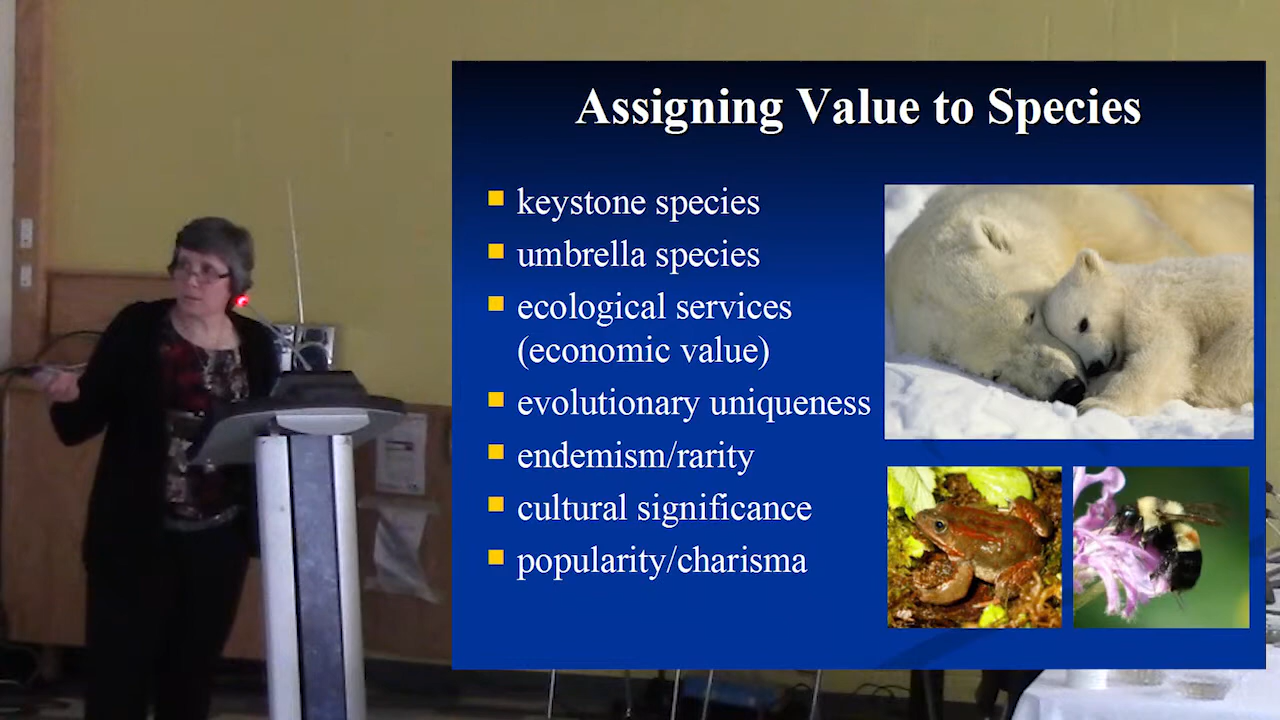 Assigning Value to Species
keystone species
umbrella species
ecological services
(economic value)
evolutionary uniqueness
endemism/rarity
cultural significance
popularity/charisma